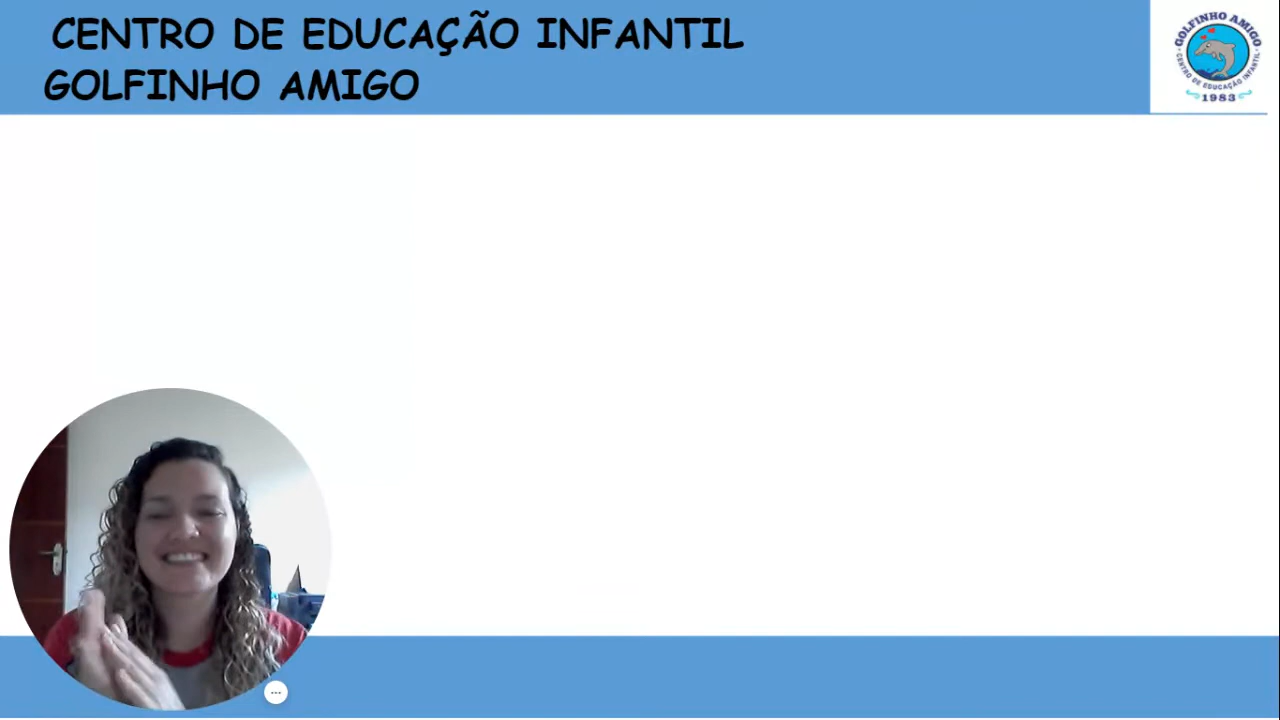 CENTRO DE EDUCAÇÃO INFANTIL
GOLFINHO AMIGO
GOLFINHO AMIGO
CENTRO DE EDUCAÇÃO INFANTIL
1983